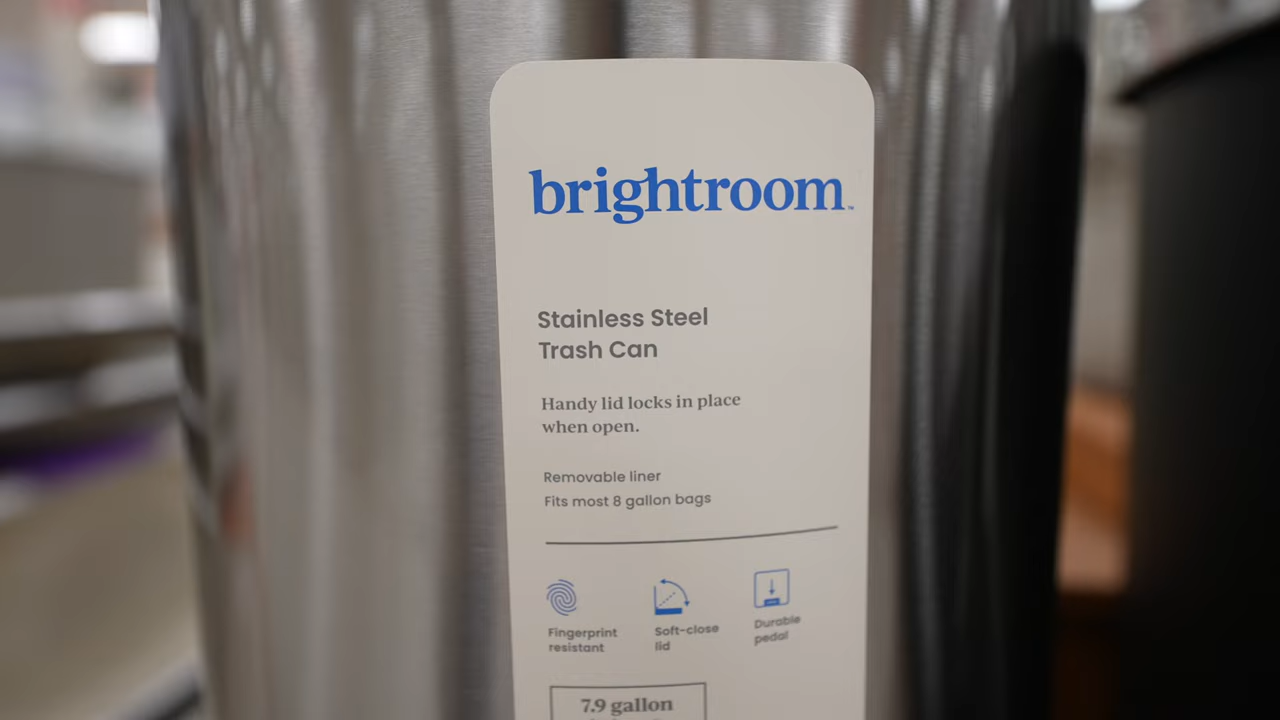 brightroom™
Stainless Steel
Trash Can
Handy lid locks in place
when open.
Removable liner
Fits most 8 gallon bags
Fingerprint
resistant
Soft-close
lid
Durable
pedal
7.9 gallon